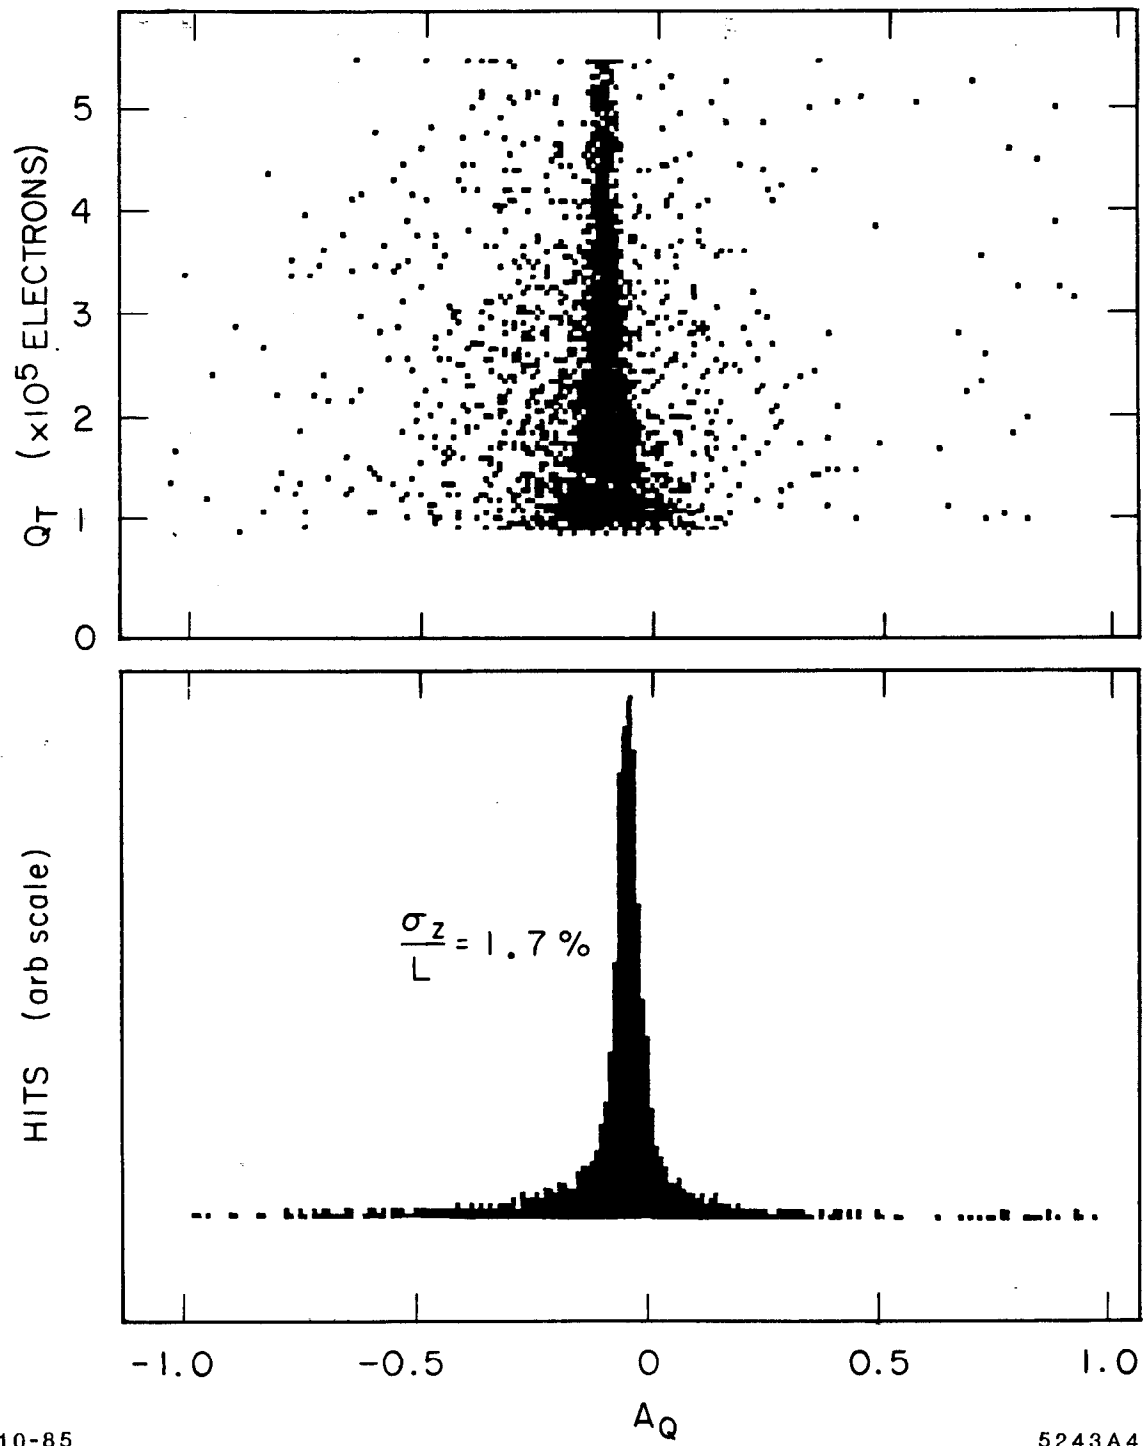 5
4
3
2
1
0
Q_T (×10^5 ELECTRONS)
σ_z
L
= 1.7 %
HITS (arb scale)
-1.0 -0.5 0 0.5 1.0
A_Q
10-85
5243A4